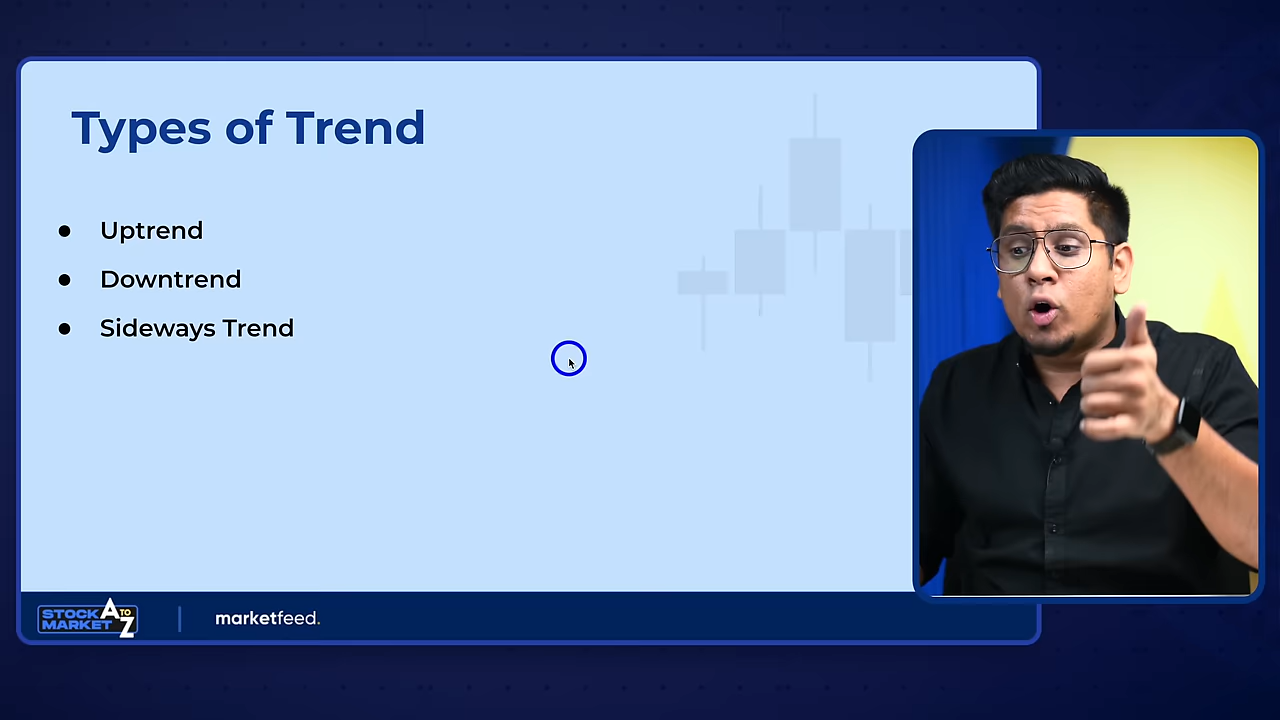 Types of Trend
● Uptrend
● Downtrend
● Sideways Trend
STOCK A TO Z
MARKET
marketfeed.